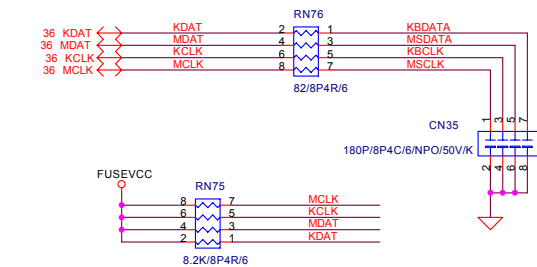 RN76
36 KDAT KDAT 2 1 KBDATA
36 MDAT MDAT 4 3 MSDATA
36 KCLK KCLK 6 5 KBCLK
36 MCLK MCLK 8 7 MSCLK
82/8P4R/6
CN35
1 3 5 7
180P/8P4C/6/NPO/50V/K
2 4 6 8
FUSEVCC
RN75
8 7 MCLK
6 5 KCLK
4 3 MDAT
2 1 KDAT
8.2K/8P4R/6